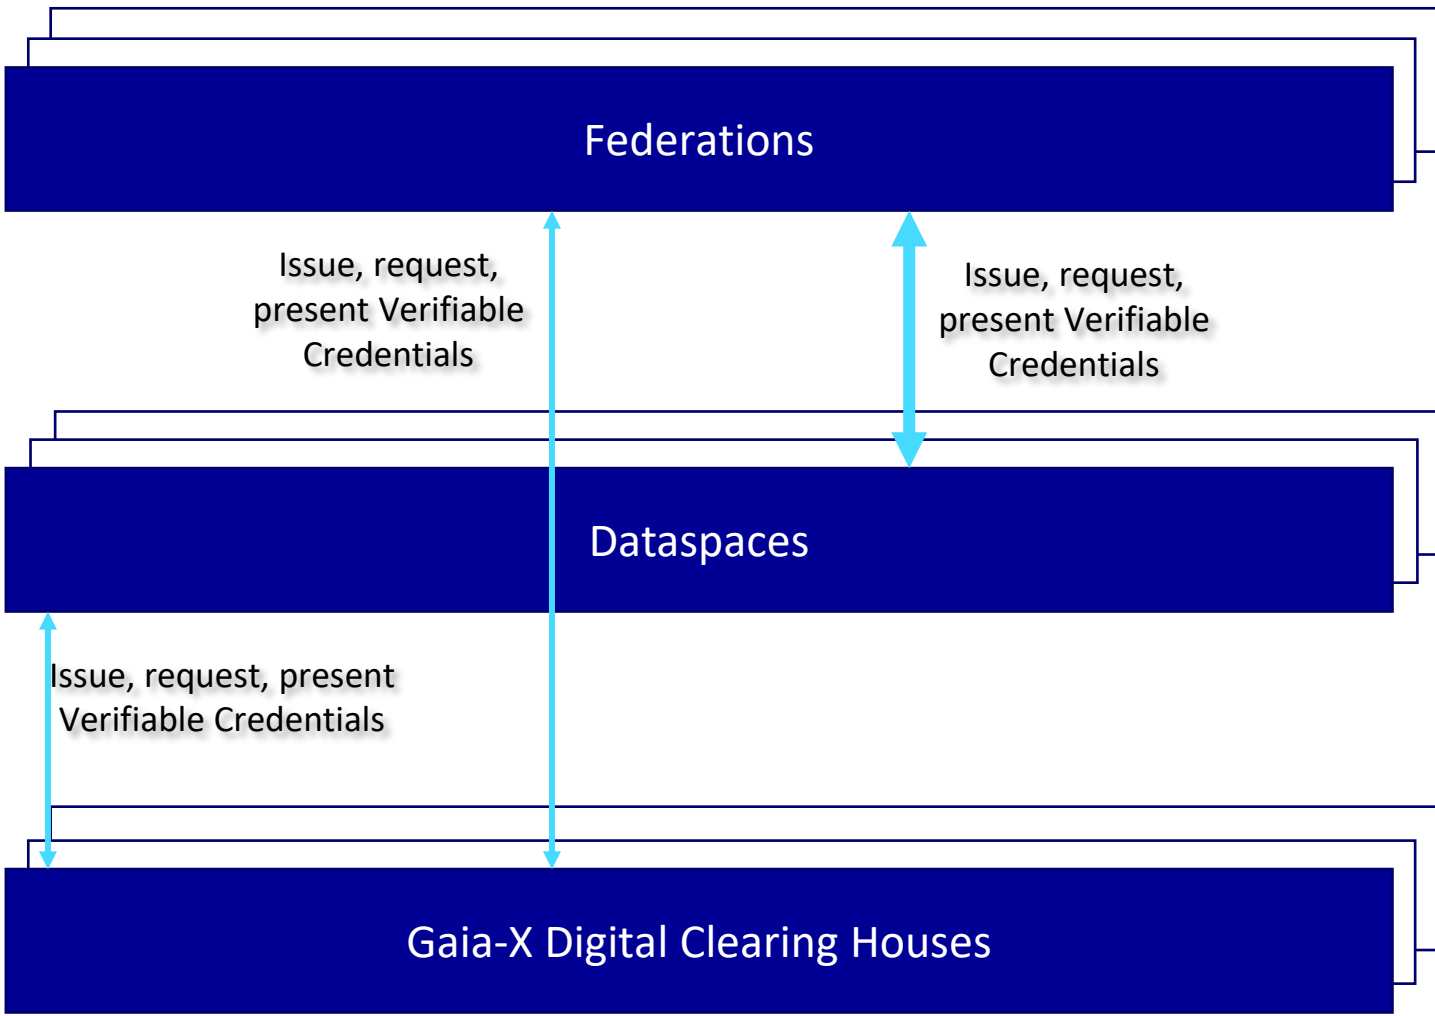 Federations
Issue, request,
present Verifiable
Credentials
Issue, request,
present Verifiable
Credentials
Dataspaces
Issue, request, present
Verifiable Credentials
Gaia-X Digital Clearing Houses